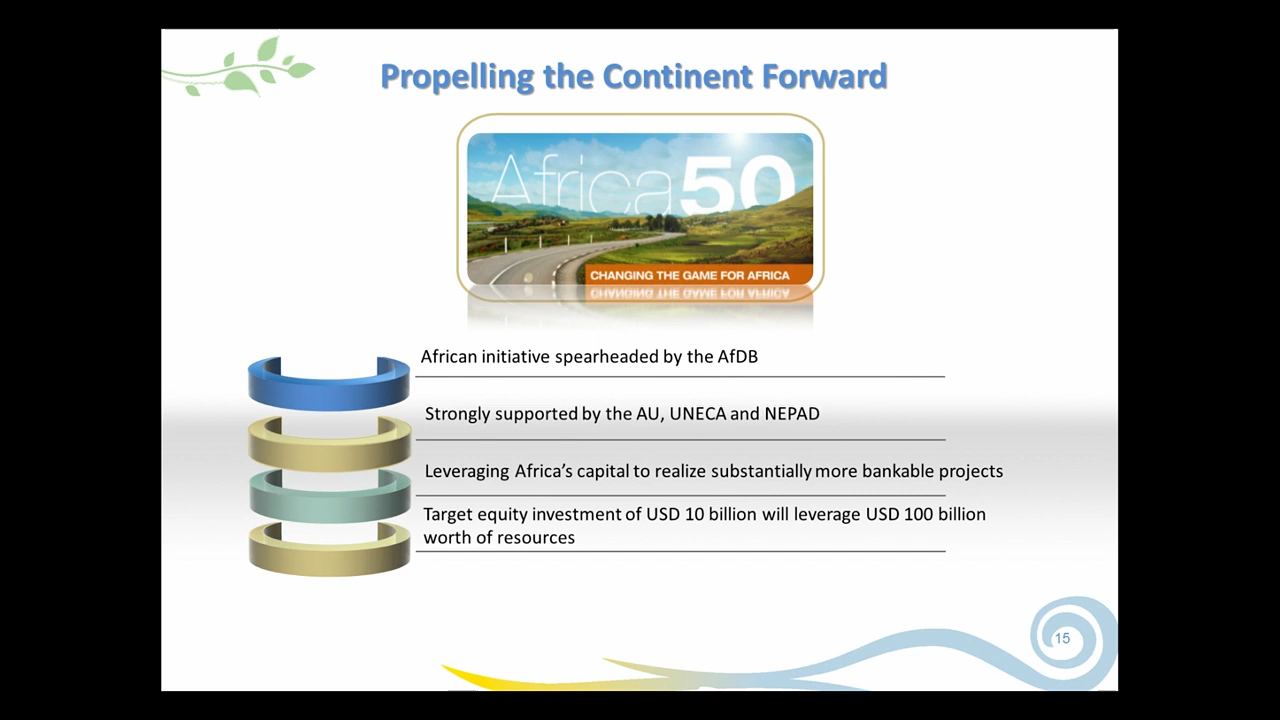 Propelling the Continent Forward
Africa50
CHANGING THE GAME FOR AFRICA
African initiative spearheaded by the AfDB
Strongly supported by the AU, UNECA and NEPAD
Leveraging Africa’s capital to realize substantially more bankable projects
Target equity investment of USD 10 billion will leverage USD 100 billion
worth of resources
15